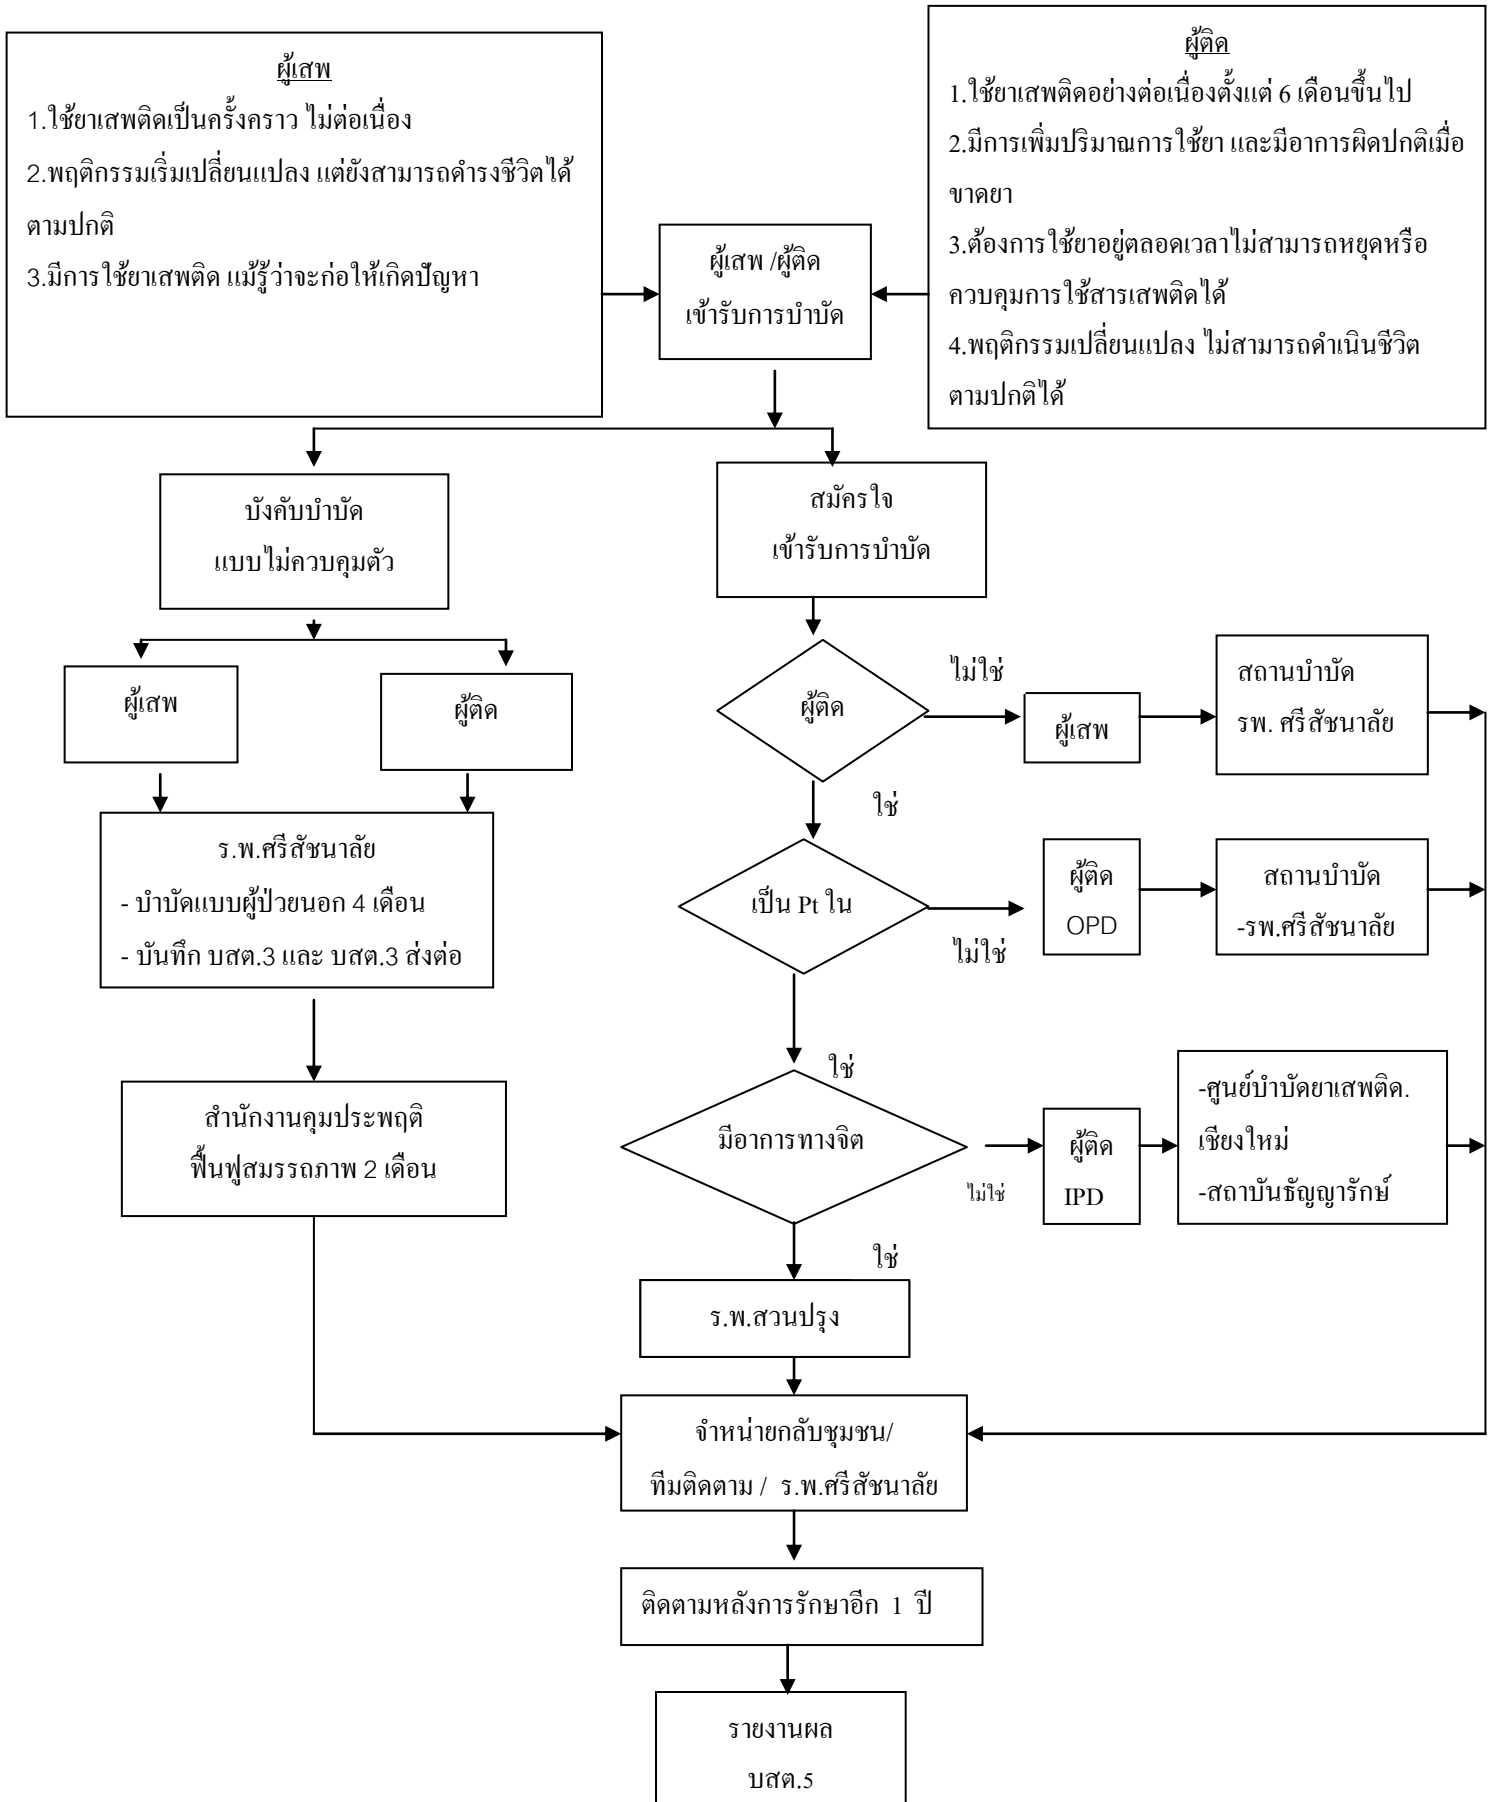 ผู้เสพ
1.ใช้ยาเสพติดเป็นครั้งคราว ไม่ต่อเนื่อง
2.พฤติกรรมเริ่มเปลี่ยนแปลง แต่ยังสามารถดำรงชีวิตได้
ตามปกติ
3.มีการใช้ยาเสพติด แม้รู้ว่าจะก่อให้เกิดปัญหา
ผู้เสพ /ผู้ติด
เข้ารับการบำบัด
ผู้ติด
1.ใช้ยาเสพติดอย่างต่อเนื่องตั้งแต่ 6 เดือนขึ้นไป
2.มีการเพิ่มปริมาณการใช้ยา และมีอาการผิดปกติเมื่อ
ขาดยา
3.ต้องการใช้ยาอยู่ตลอดเวลาไม่สามารถหยุดหรือ
ควบคุมการใช้สารเสพติดได้
4.พฤติกรรมเปลี่ยนแปลง ไม่สามารถดำเนินชีวิต
ตามปกติได้
บังคับบำบัด
แบบไม่ควบคุมตัว
ผู้เสพ
ผู้ติด
ร.พ.ศรีสัชนาลัย
- บำบัดแบบผู้ป่วยนอก 4 เดือน
- บันทึก บสต.3 และ บสต.3 ส่งต่อ
สำนักงานคุมประพฤติ
ฟื้นฟูสมรรถภาพ 2 เดือน
สมัครใจ
เข้ารับการบำบัด
ผู้ติด
ไม่ใช่
ผู้เสพ
สถานบำบัด
รพ. ศรีสัชนาลัย
ใช่
เป็น Pt ใน
ไม่ใช่
ผู้ติด
OPD
สถานบำบัด
-รพ.ศรีสัชนาลัย
ใช่
มีอาการทางจิต
ไม่ใช่
ผู้ติด
IPD
-ศูนย์บำบัดยาเสพติด.
เชียงใหม่
-สถาบันธัญญารักษ์
ใช่
ร.พ.สวนปรุง
จำหน่ายกลับชุมชน/
ทีมติดตาม / ร.พ.ศรีสัชนาลัย
ติดตามหลังการรักษาอีก 1 ปี
รายงานผล
บสต.5